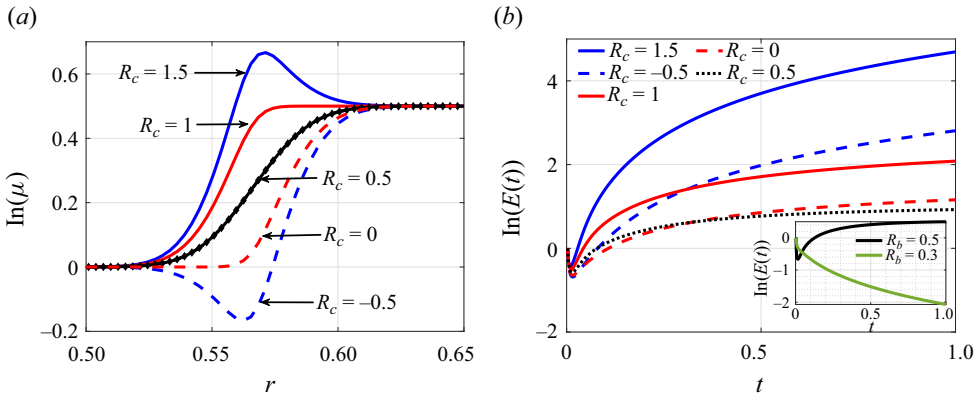 (a)
ln(μ)
0.6
0.4
0.2
0
–0.2
R_c = 1.5
R_c = 1
R_c = 0.5
R_c = 0
R_c = –0.5
0.50
0.55
0.60
0.65
r
(b)
ln(E(t))
6
4
2
0
–2
R_c = 1.5
R_c = 0
R_c = –0.5
R_c = 0.5
R_c = 1
0
0.5
1.0
t
ln(E(t))
0
–1
–2
R_b = 0.5
R_b = 0.3
0
0.5
1.0
t